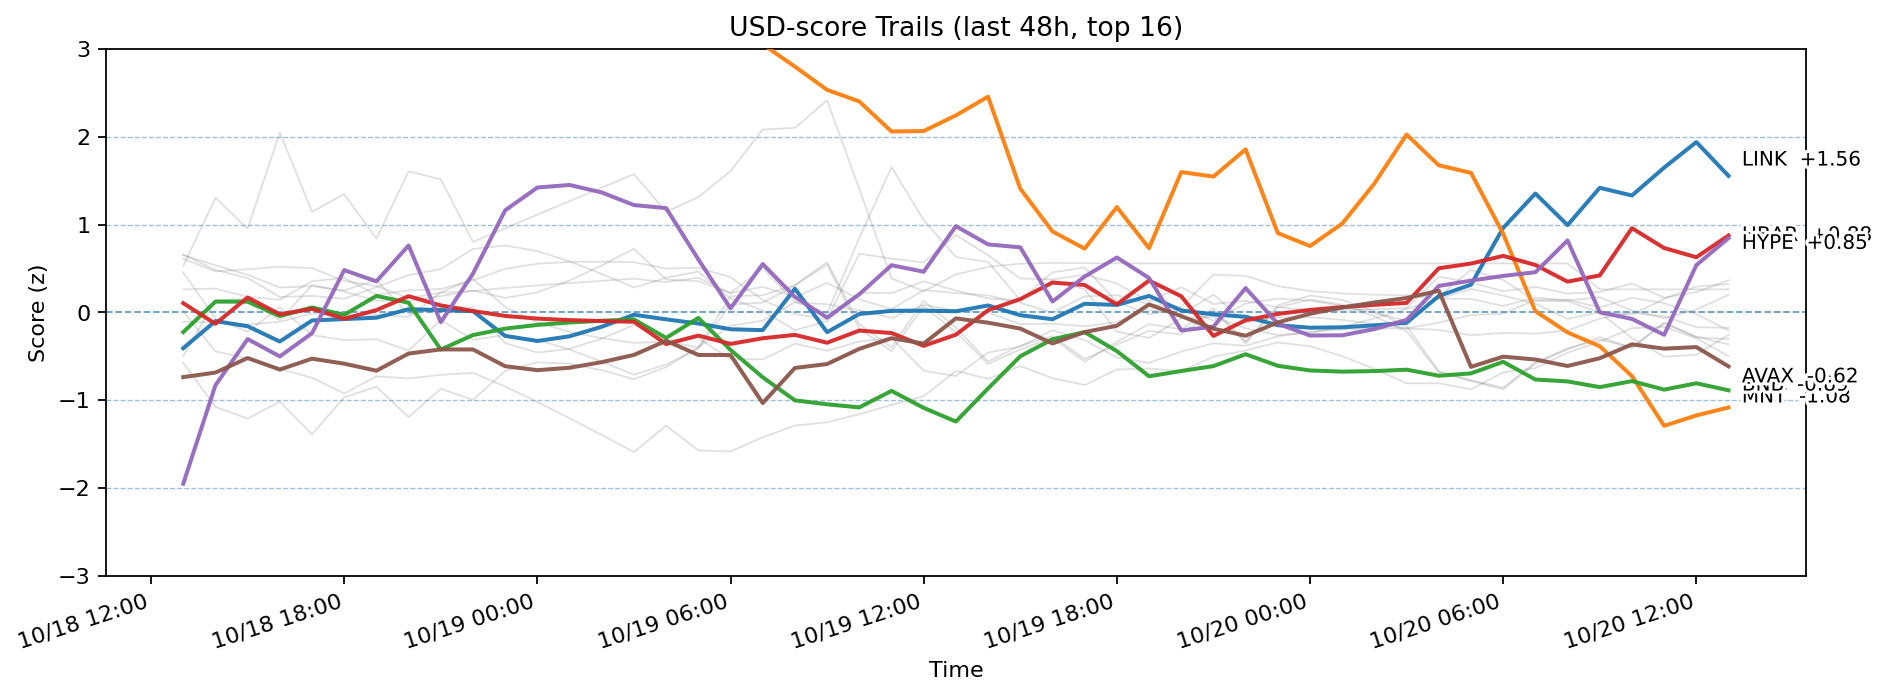 USD-score Trails (last 48h, top 16)
Score (z)
3
2
1
0
−1
−2
−3
LINK +1.56
HYPE +0.85
AVAX -0.62
MNT -1.08
10/18 12:00
10/18 18:00
10/19 00:00
10/19 06:00
10/19 12:00
10/19 18:00
10/20 00:00
10/20 06:00
10/20 12:00
Time